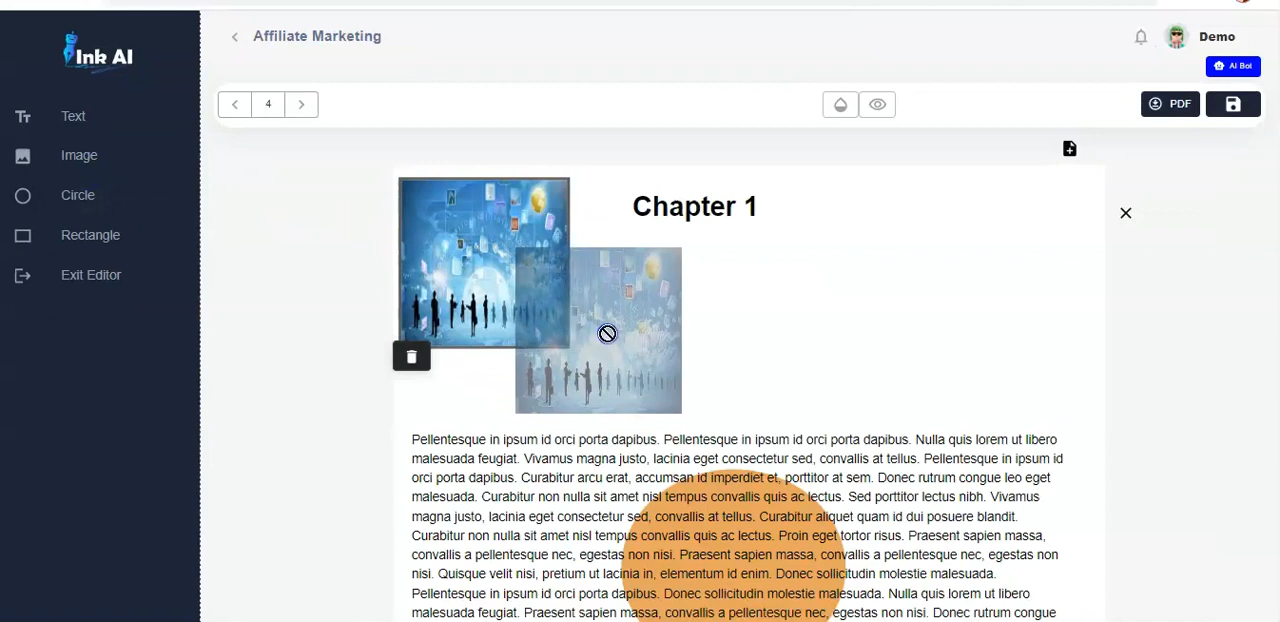 Ink AI
Affiliate Marketing
Demo
AI Bot
Text
4
PDF
Image
Circle
Rectangle
Exit Editor
Chapter 1
Pellentesque in ipsum id orci porta dapibus. Pellentesque in ipsum id orci porta dapibus. Nulla quis lorem ut libero
malesuada feugiat. Vivamus magna justo, lacinia eget consectetur sed, convallis at tellus. Pellentesque in ipsum id
orci porta dapibus. Curabitur arcu erat, accumsan id imperdiet et, porttitor at sem. Donec rutrum congue leo eget
malesuada. Curabitur non nulla sit amet nisl tempus convallis quis ac lectus. Sed porttitor lectus nibh. Vivamus
magna justo, lacinia eget consectetur sed, convallis at tellus. Curabitur aliquet quam id dui posuere blandit.
Curabitur non nulla sit amet nisl tempus convallis quis ac lectus. Proin eget tortor risus. Praesent sapien massa,
convallis a pellentesque nec, egestas non nisi. Praesent sapien massa, convallis a pellentesque nec, egestas non
nisi. Quisque velit nisi, pretium ut lacinia in, elementum id enim. Donec sollicitudin molestie malesuada.
Pellentesque in ipsum id orci porta dapibus. Donec sollicitudin molestie malesuada. Nulla quis lorem ut libero
malesuada feugiat. Praesent sapien massa, convallis a pellentesque nec, egestas non nisi. Donec rutrum congue